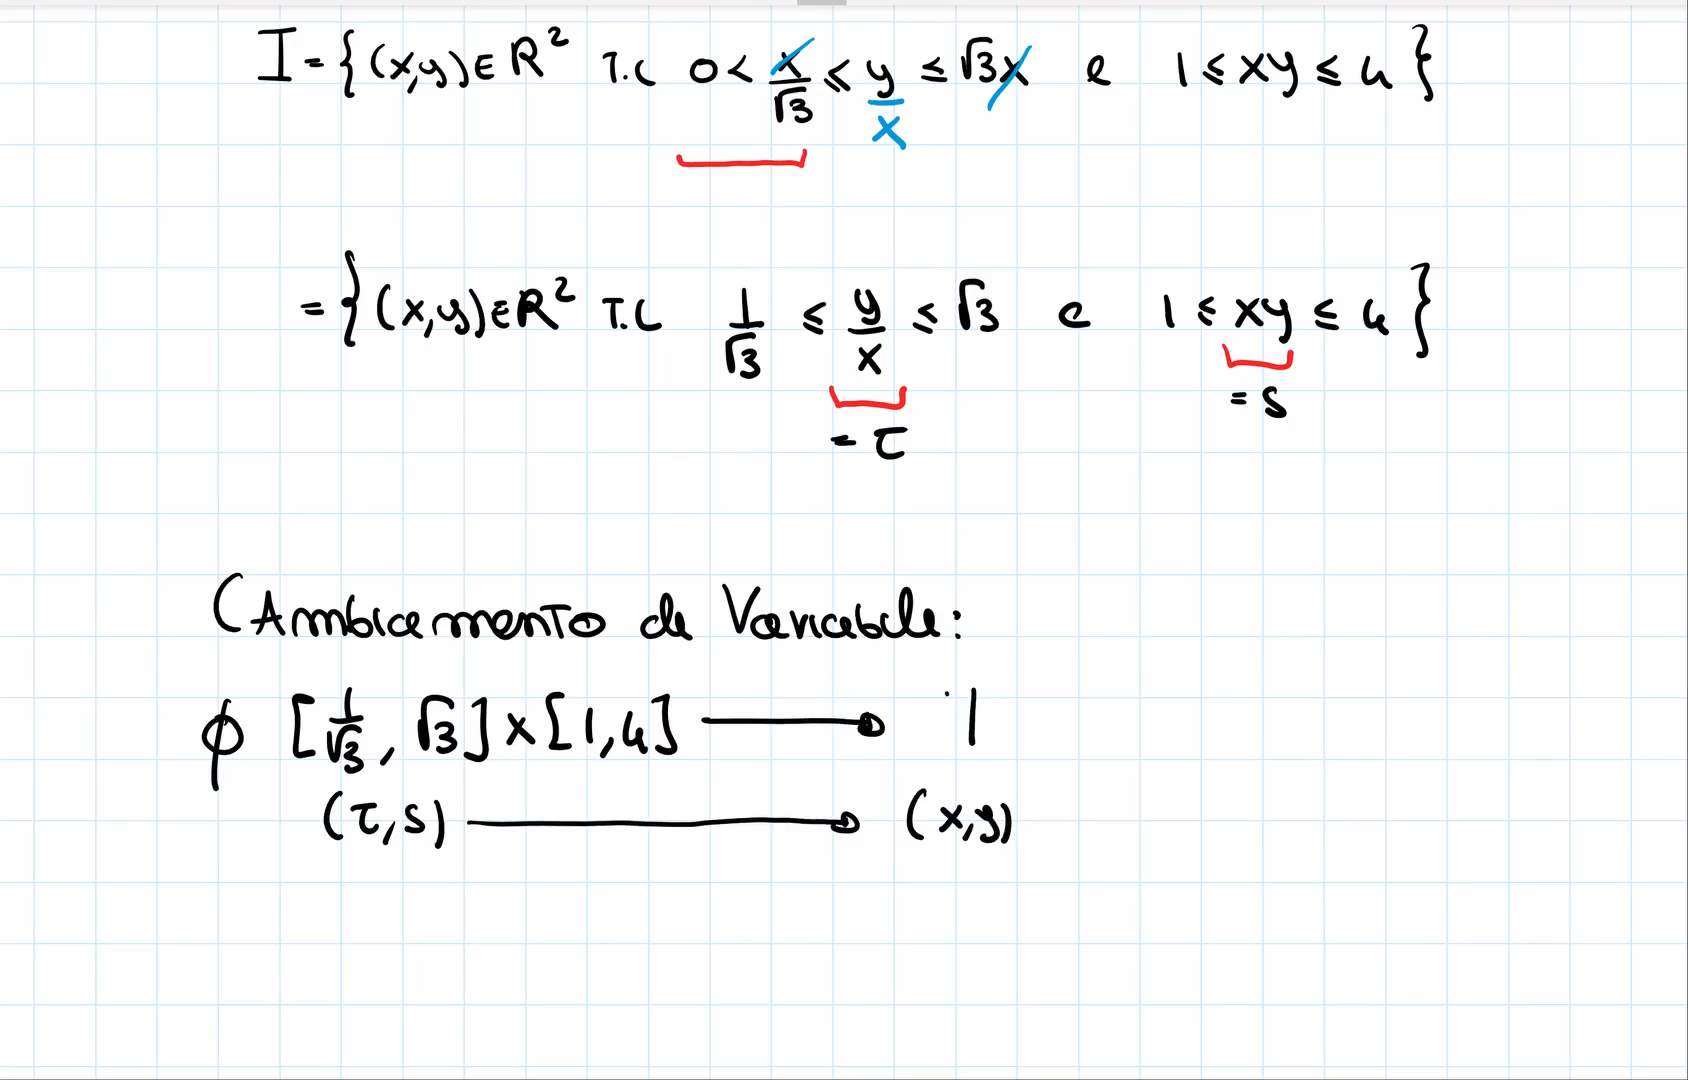 I = {(x,y) ∈ R² T.C 0 < x/√3 ≤ y/x ≤ √3x e 1 ≤ xy ≤ 4}
= {(x,y) ∈ R² T.C 1/√3 ≤ y/x ≤ √3 e 1 ≤ xy ≤ 4}
= τ = s
Cambiamento di Variabile:
φ [1/√3, √3] x [1,4] → I
(τ,s) → (x,y)